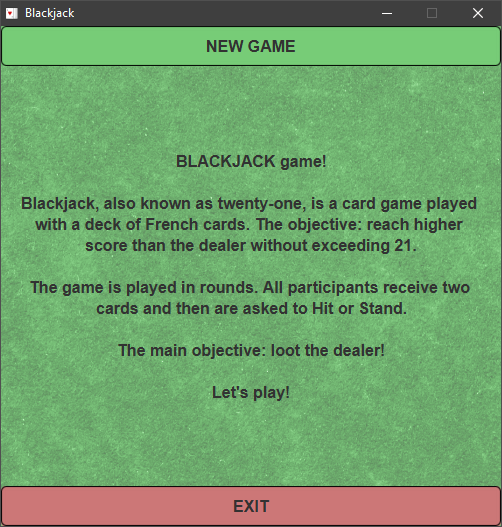 Blackjack
NEW GAME
BLACKJACK game!
Blackjack, also known as twenty-one, is a card game played
with a deck of French cards. The objective: reach higher
score than the dealer without exceeding 21.
The game is played in rounds. All participants receive two
cards and then are asked to Hit or Stand.
The main objective: loot the dealer!
Let's play!
EXIT